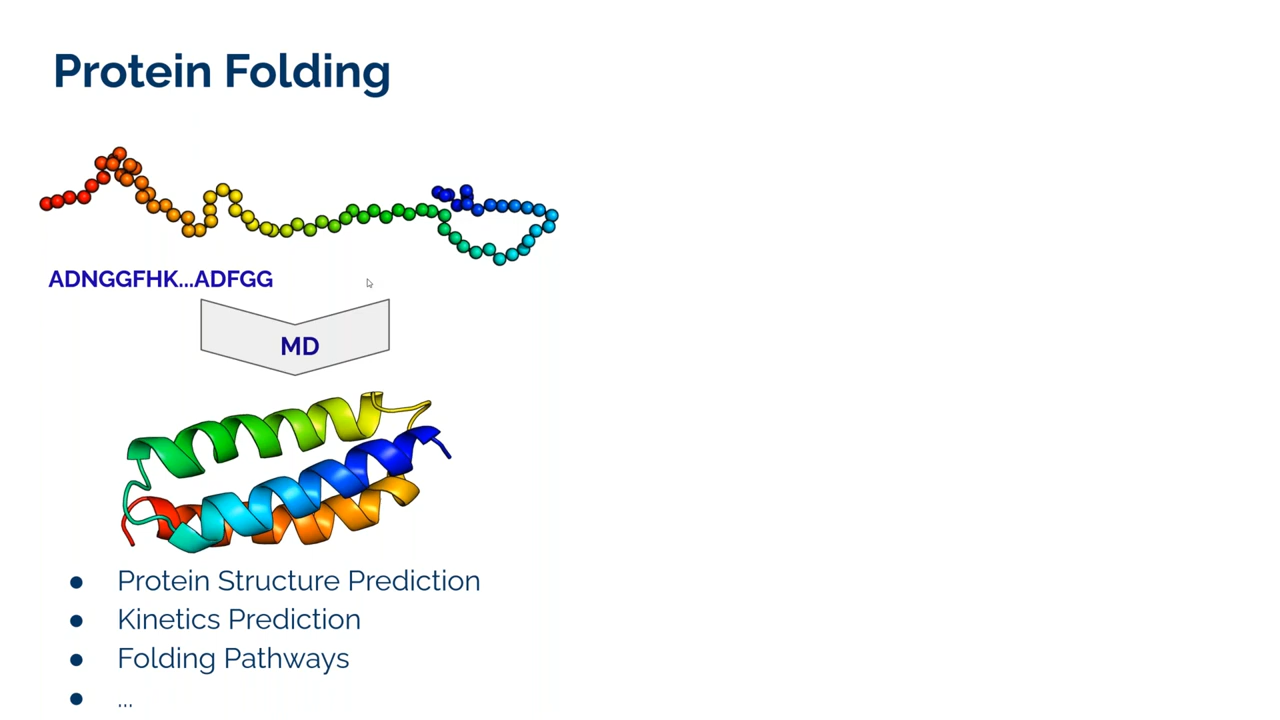 Protein Folding
ADNGGFHK...ADFGG
MD
● Protein Structure Prediction
● Kinetics Prediction
● Folding Pathways
● ...